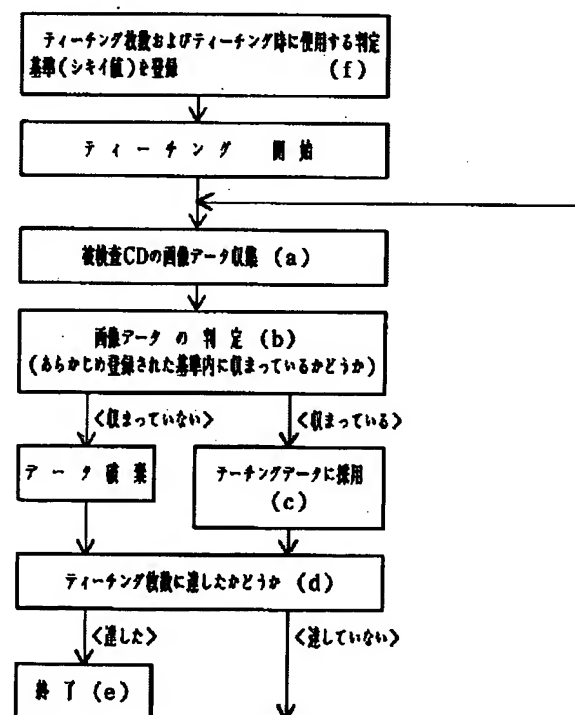 ティーチング枚数およびティーチング時に使用する判定
基準(シキイ値)を登録 (f)
ティーチング 開始
被検査CDの画像データ収集 (a)
画像データの判定 (b)
(あらかじめ登録された基準内に収まっているかどうか)
<収まっていない>
<収まっている>
データ破棄
テーチングデータに採用
(c)
ティーチング枚数に達したかどうか (d)
<達した>
<達していない>
終了 (e)